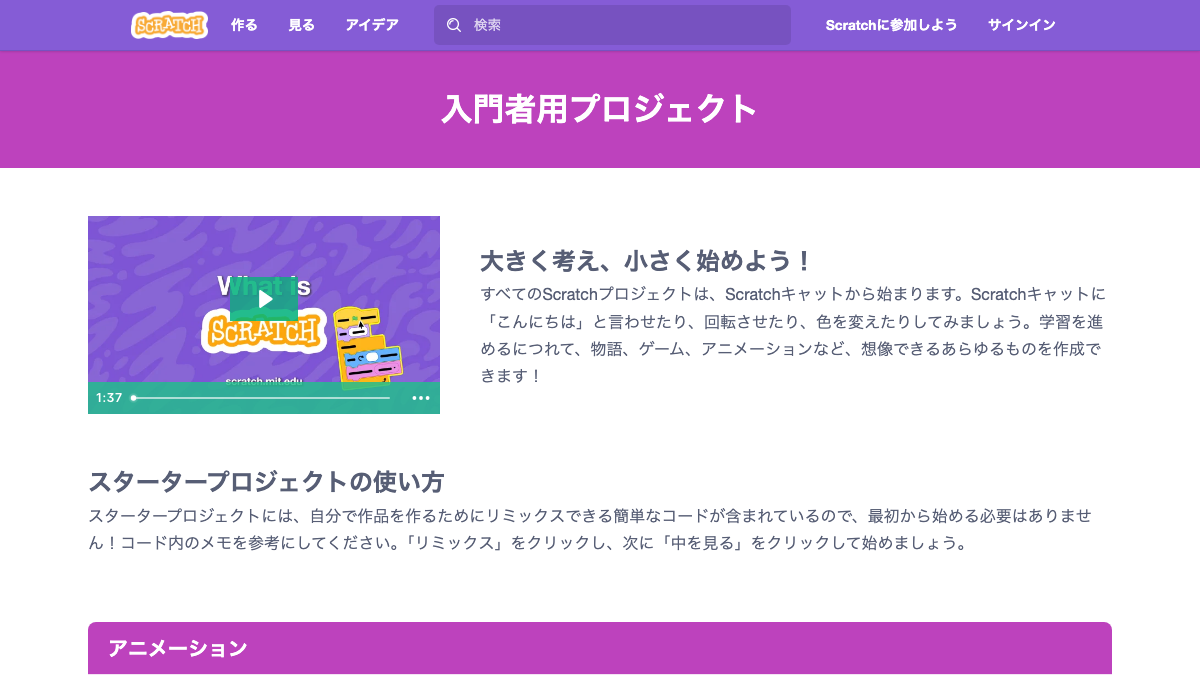 SCRATCH 作る 見る アイデア 検索 Scratchに参加しよう サインイン
入門者用プロジェクト
What is
SCRATCH
scratch.mit.edu
1:37
大きく考え、小さく始めよう！
すべてのScratchプロジェクトは、Scratchキャットから始まります。Scratchキャットに
「こんにちは」と言わせたり、回転させたり、色を変えたりしてみましょう。学習を進
めるにつれて、物語、ゲーム、アニメーションなど、想像できるあらゆるものを作成で
きます！
スタータープロジェクトの使い方
スタータープロジェクトには、自分で作品を作るためにリミックスできる簡単なコードが含まれているので、最初から始める必要はありませ
ん！コード内のメモを参考にしてください。「リミックス」をクリックし、次に「中を見る」をクリックして始めましょう。
アニメーション